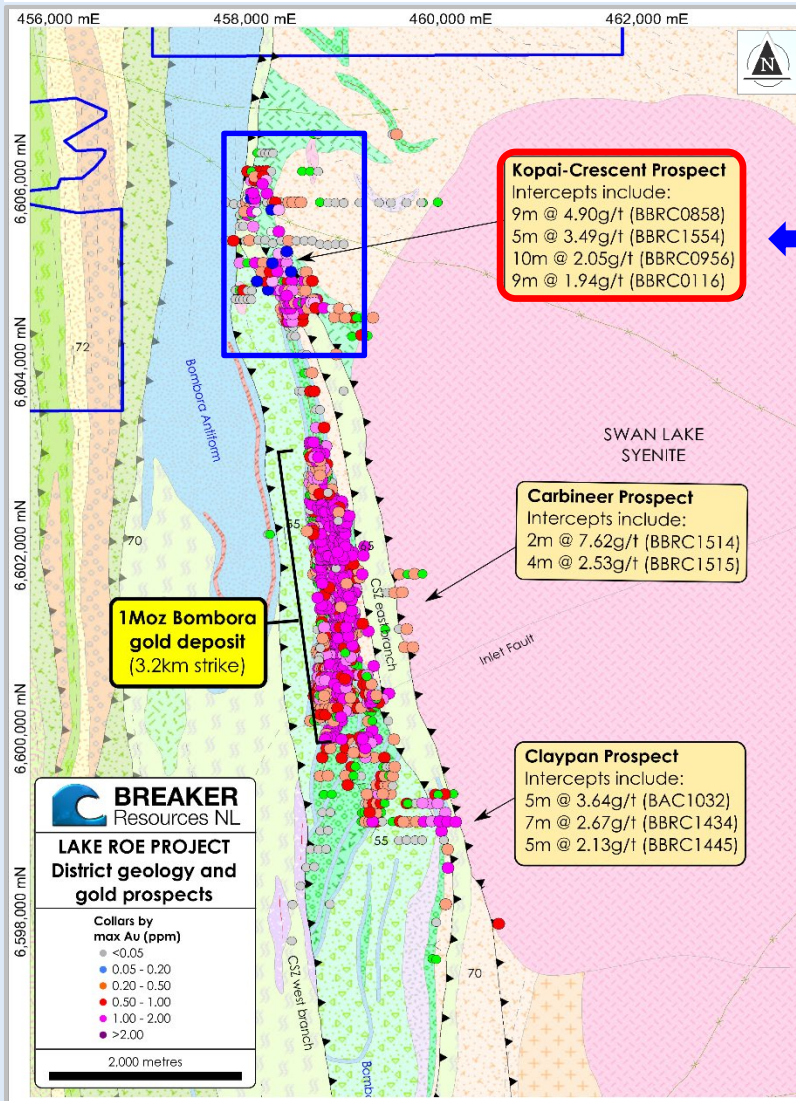 456,000 mE
458,000 mE
460,000 mE
462,000 mE
N
6,606,000 mN
6,604,000 mN
6,602,000 mN
6,600,000 mN
6,598,000 mN
Kopai-Crescent Prospect
Intercepts include:
9m @ 4.90g/t (BBRC0858)
5m @ 3.49g/t (BBRC1554)
10m @ 2.05g/t (BBRC0956)
9m @ 1.94g/t (BBRC0116)
72
Bombora Antiform
SWAN LAKE
SYENITE
Carbineer Prospect
Intercepts include:
2m @ 7.62g/t (BBRC1514)
4m @ 2.53g/t (BBRC1515)
70
CSZ east branch
Inlet Fault
1Moz Bombora
gold deposit
(3.2km strike)
Claypan Prospect
Intercepts include:
5m @ 3.64g/t (BAC1032)
7m @ 2.67g/t (BBRC1434)
5m @ 2.13g/t (BBRC1445)
55
70
CSZ west branch
BREAKER
Resources NL
LAKE ROE PROJECT
District geology and
gold prospects
Collars by
max Au (ppm)
<0.05
0.05 - 0.20
0.20 - 0.50
0.50 - 1.00
1.00 - 2.00
>2.00
2,000 metres